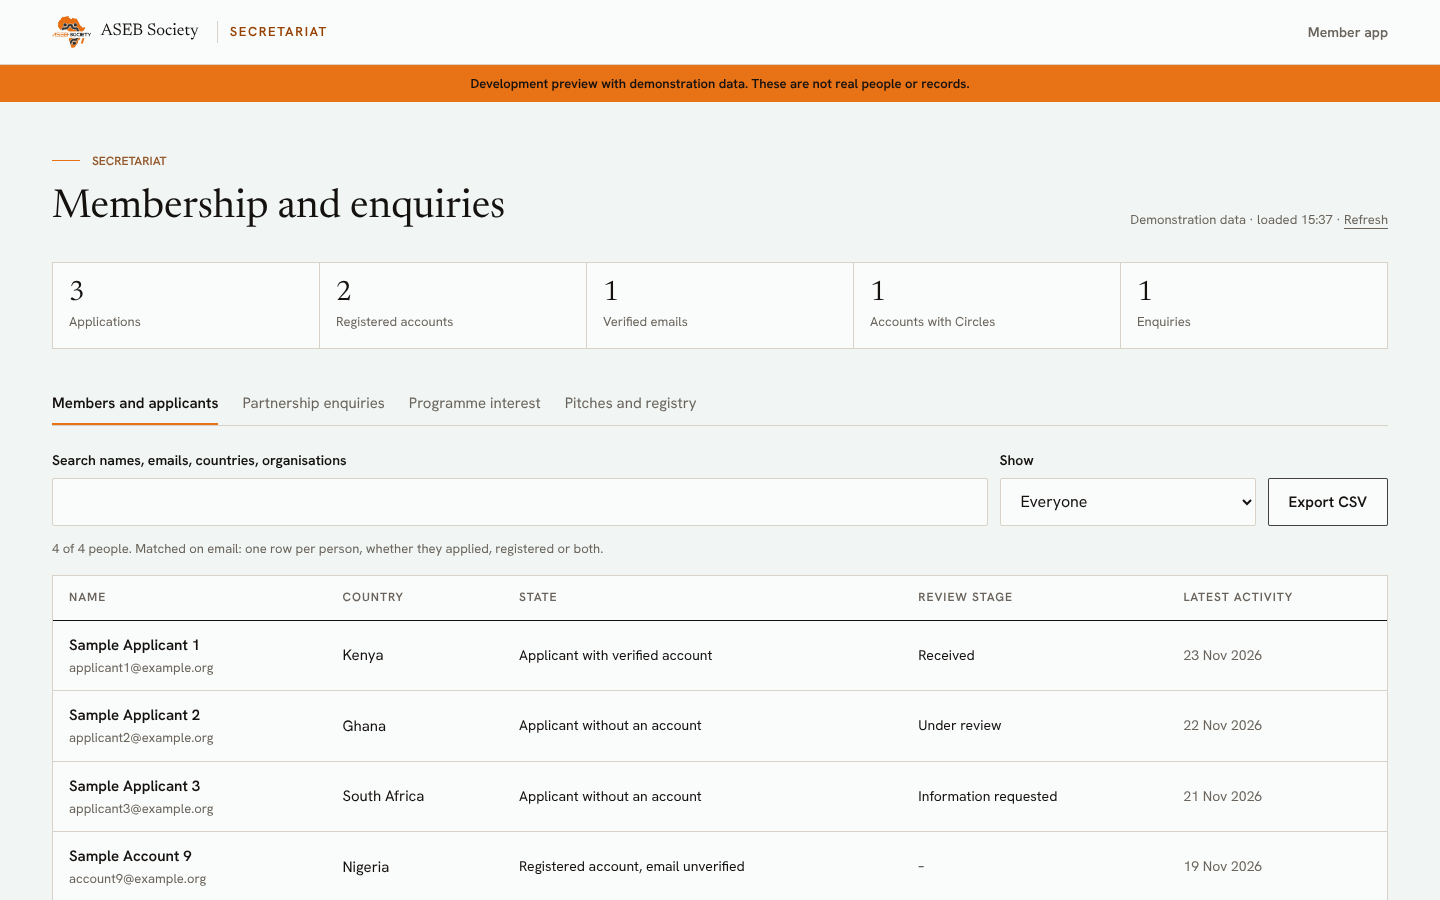 ASEB SOCIETY
ASEB Society
SECRETARIAT
Member app
Development preview with demonstration data. These are not real people or records.
SECRETARIAT
Membership and enquiries
Demonstration data · loaded 15:37 · Refresh
3
Applications
2
Registered accounts
1
Verified emails
1
Accounts with Circles
1
Enquiries
Members and applicants
Partnership enquiries
Programme interest
Pitches and registry
Search names, emails, countries, organisations
Show
Everyone
Export CSV
4 of 4 people. Matched on email: one row per person, whether they applied, registered or both.
NAME COUNTRY STATE REVIEW STAGE LATEST ACTIVITY
Sample Applicant 1
applicant1@example.org
Kenya
Applicant with verified account
Received
23 Nov 2026
Sample Applicant 2
applicant2@example.org
Ghana
Applicant without an account
Under review
22 Nov 2026
Sample Applicant 3
applicant3@example.org
South Africa
Applicant without an account
Information requested
21 Nov 2026
Sample Account 9
account9@example.org
Nigeria
Registered account, email unverified
–
19 Nov 2026